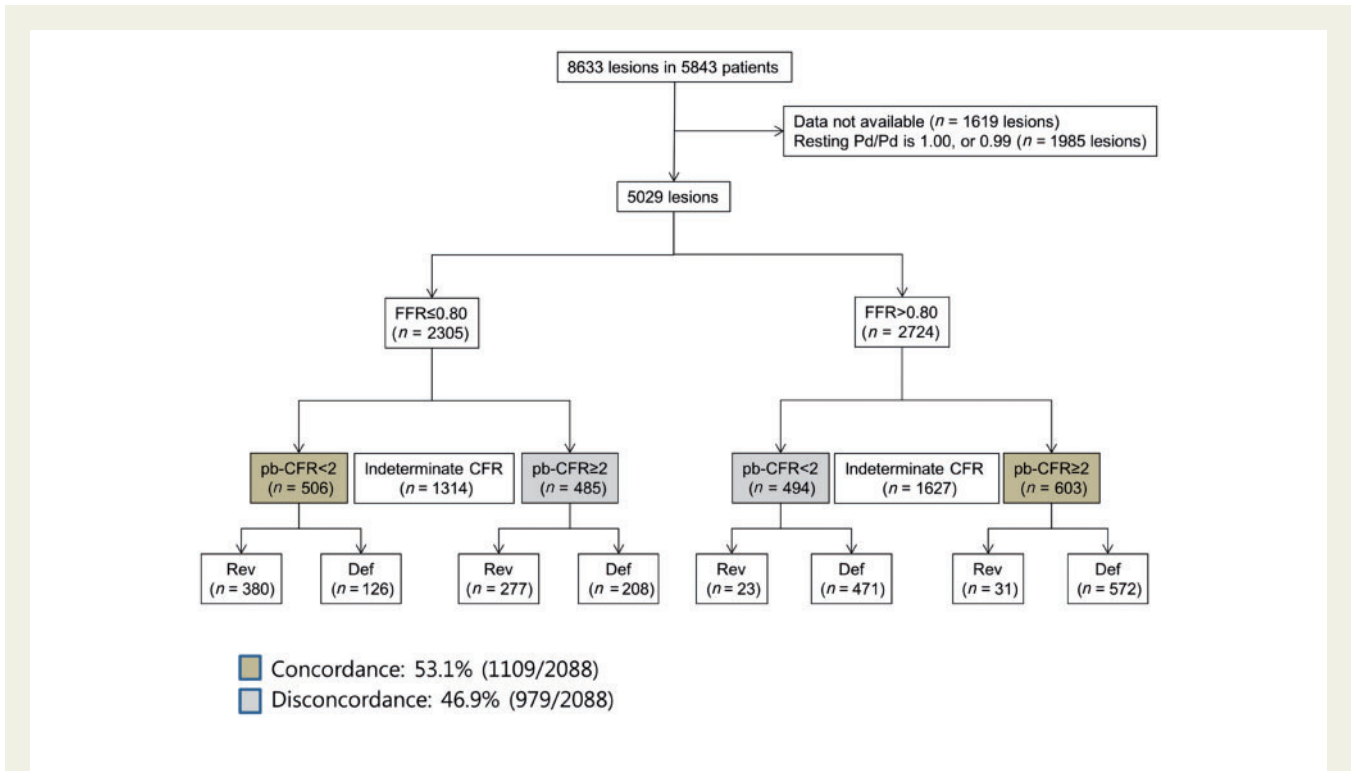 8633 lesions in 5843 patients
Data not available (n = 1619 lesions)
Resting Pd/Pd is 1.00, or 0.99 (n = 1985 lesions)
5029 lesions
FFR≤0.80
(n = 2305)
FFR>0.80
(n = 2724)
pb-CFR<2
(n = 506)
Indeterminate CFR
(n = 1314)
pb-CFR≥2
(n = 485)
pb-CFR<2
(n = 494)
Indeterminate CFR
(n = 1627)
pb-CFR≥2
(n = 603)
Rev
(n = 380)
Def
(n = 126)
Rev
(n = 277)
Def
(n = 208)
Rev
(n = 23)
Def
(n = 471)
Rev
(n = 31)
Def
(n = 572)
Concordance: 53.1% (1109/2088)
Disconcordance: 46.9% (979/2088)